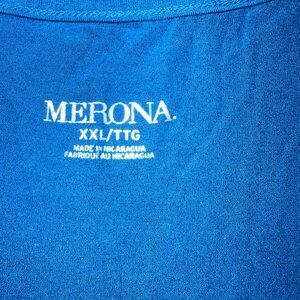 MERONA.
XXL/TTG
MADE IN NICARAGUA
FABRIQUÉ AU NICARAGUA